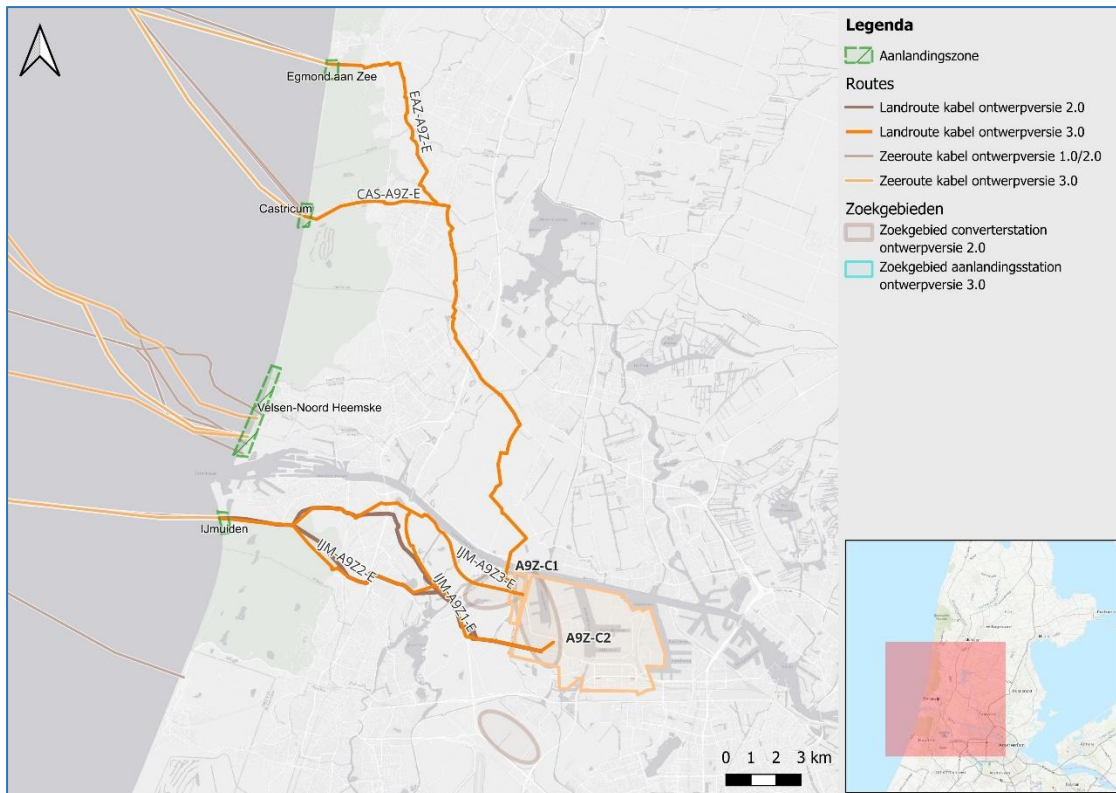 Legenda
Aanlandingszone
Routes
Landroute kabel ontwerpversie 2.0
Landroute kabel ontwerpversie 3.0
Zeeroute kabel ontwerpversie 1.0/2.0
Zeeroute kabel ontwerpversie 3.0
Zoekgebieden
Zoekgebied converterstation
ontwerpversie 2.0
Zoekgebied aanlandingsstation
ontwerpversie 3.0
Egmond aan Zee
EAZ-A9Z-E
CAS-A9Z-E
Castricum
Velsen-Noord Heemske
IJmuiden
IJM-A9Z2-E
IJM-A9Z1-E
IJM-A9Z3-E
A9Z-C1
A9Z-C2
0 1 2 3 km